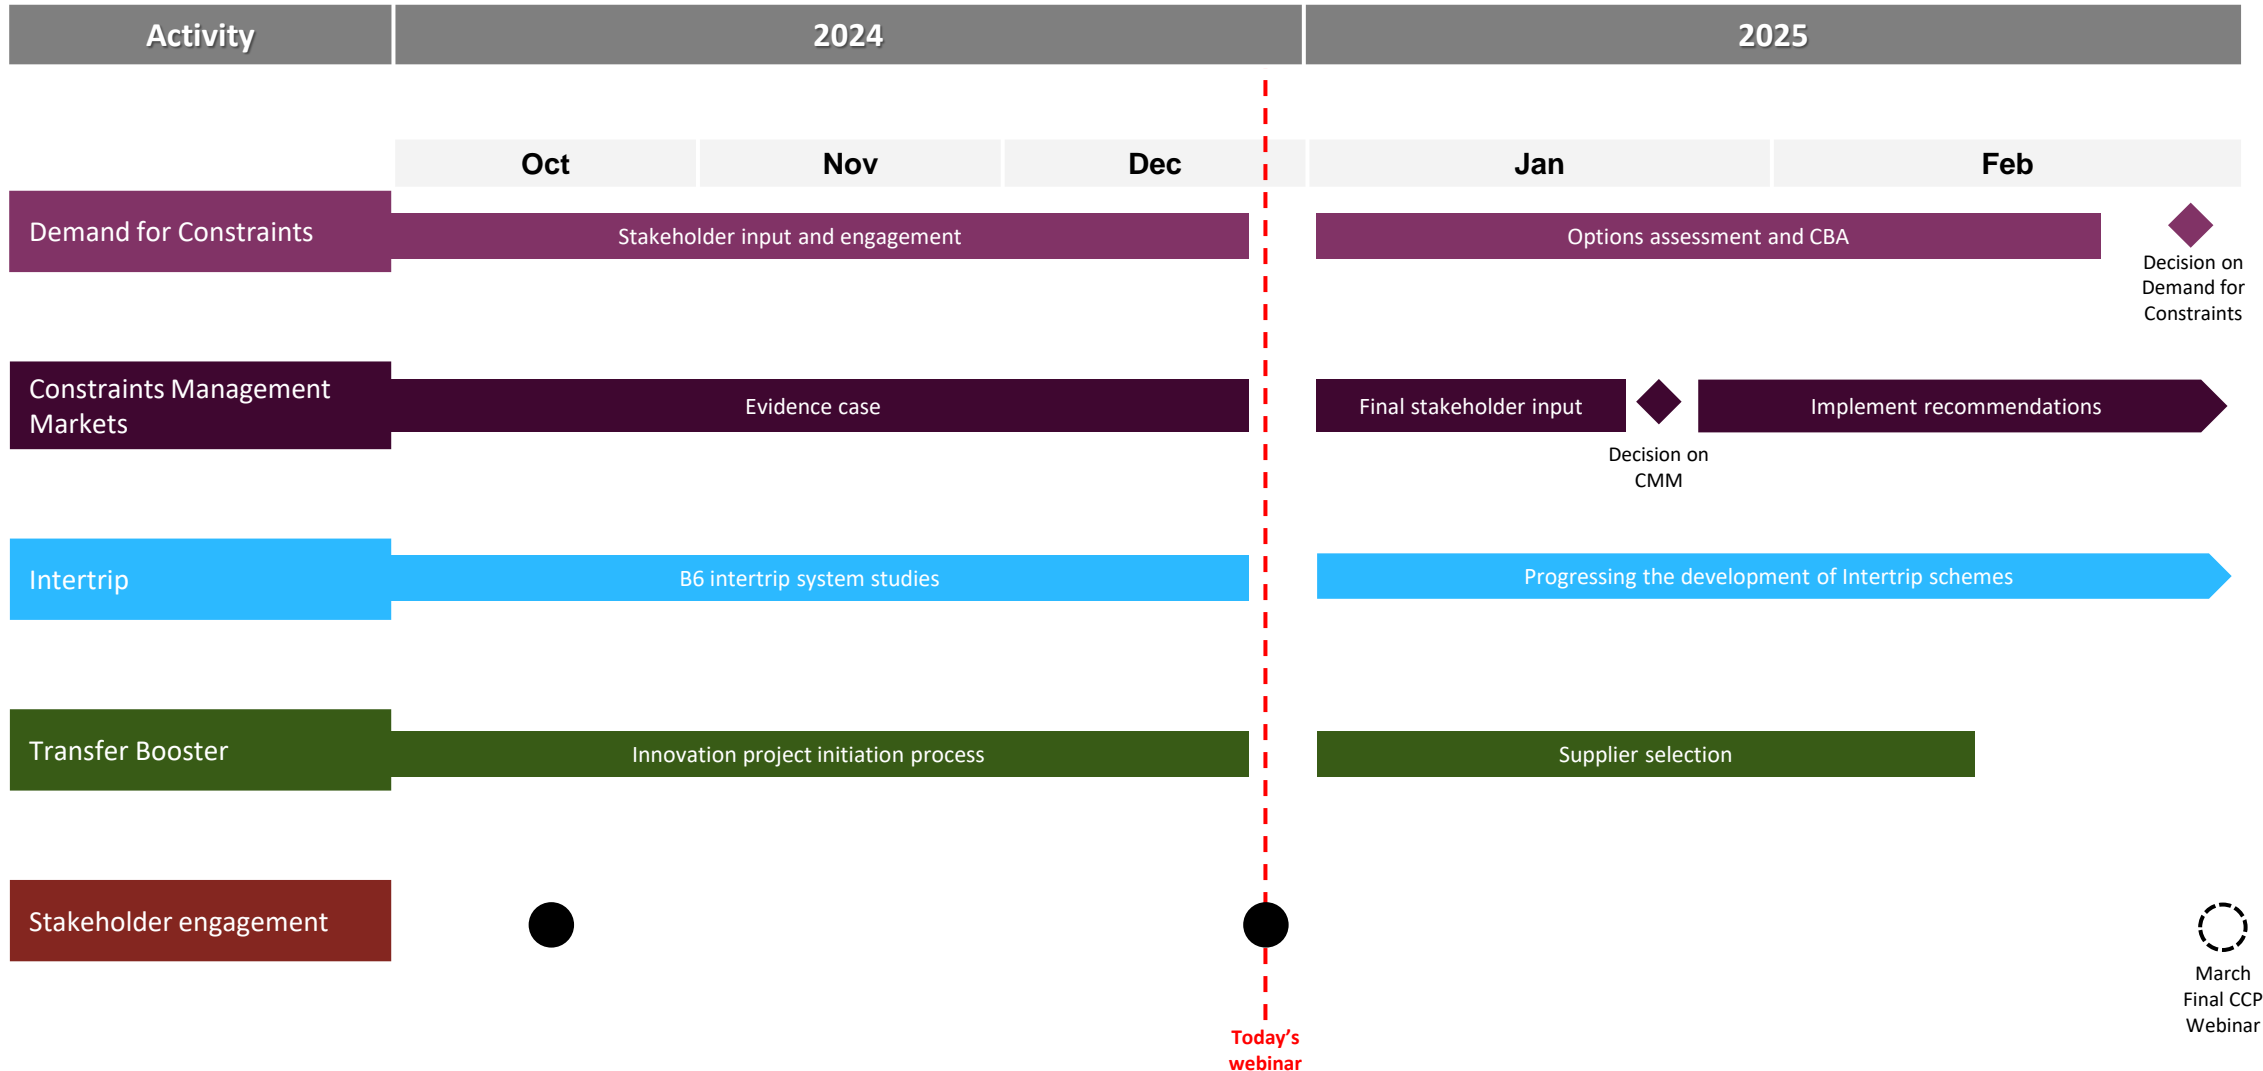 Activity
2024
2025
Oct
Nov
Dec
Jan
Feb
Demand for Constraints
Stakeholder input and engagement
Options assessment and CBA
Decision on
Demand for
Constraints
Constraints Management
Markets
Evidence case
Final stakeholder input
Decision on
CMM
Implement recommendations
Intertrip
B6 intertrip system studies
Progressing the development of Intertrip schemes
Transfer Booster
Innovation project initiation process
Supplier selection
Stakeholder engagement
March
Final CCP
Webinar
Today’s
webinar